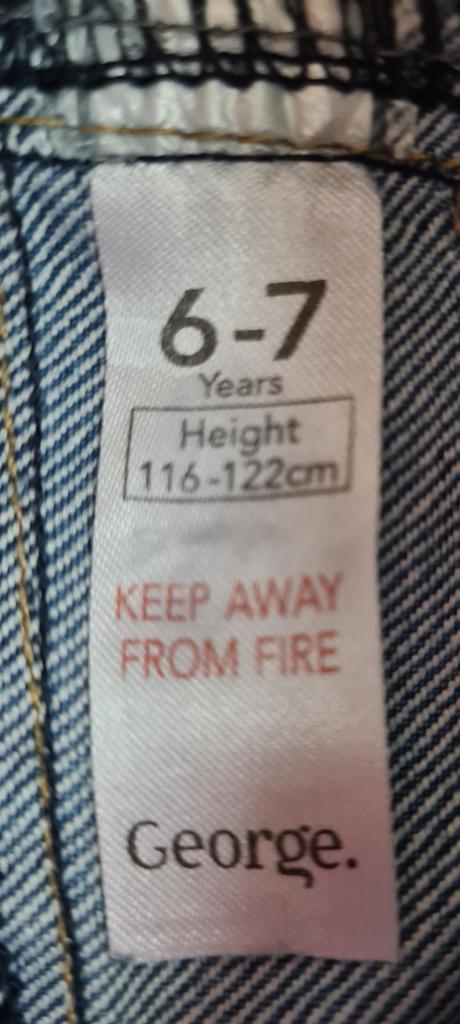 6-7
Years
Height
116-122cm
KEEP AWAY
FROM FIRE
George.